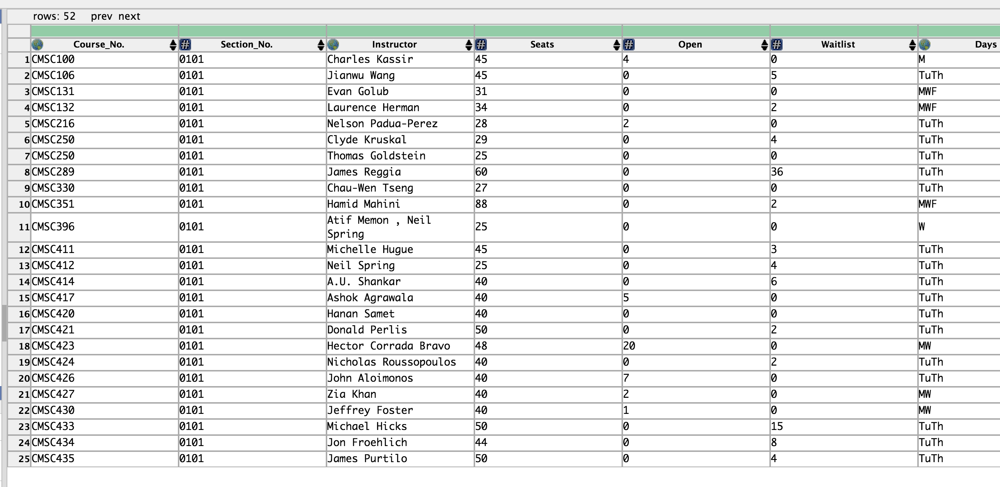 rows: 52 prev next
Course_No. # Section_No. Instructor # Seats # Open # Waitlist Days
1 CMSC100 0101 Charles Kassir 45 4 0 M
2 CMSC106 0101 Jianwu Wang 45 0 5 TuTh
3 CMSC131 0101 Evan Golub 31 0 0 MWF
4 CMSC132 0101 Laurence Herman 34 0 2 MWF
5 CMSC216 0101 Nelson Padua-Perez 28 2 0 TuTh
6 CMSC250 0101 Clyde Kruskal 29 0 4 TuTh
7 CMSC250 0101 Thomas Goldstein 25 0 0 TuTh
8 CMSC289 0101 James Reggia 60 0 36 TuTh
9 CMSC330 0101 Chau-Wen Tseng 27 0 0 TuTh
10 CMSC351 0101 Hamid Mahini 88 0 2 MWF
11 CMSC396 0101 Atif Memon , Neil Spring 25 0 0 W
12 CMSC411 0101 Michelle Hugue 45 0 3 TuTh
13 CMSC412 0101 Neil Spring 25 0 4 TuTh
14 CMSC414 0101 A.U. Shankar 40 0 6 TuTh
15 CMSC417 0101 Ashok Agrawala 40 5 0 TuTh
16 CMSC420 0101 Hanan Samet 40 0 0 TuTh
17 CMSC421 0101 Donald Perlis 50 0 2 TuTh
18 CMSC423 0101 Hector Corrada Bravo 48 20 0 MW
19 CMSC424 0101 Nicholas Roussopoulos 40 0 2 TuTh
20 CMSC426 0101 John Aloimonos 40 7 0 TuTh
21 CMSC427 0101 Zia Khan 40 2 0 MW
22 CMSC430 0101 Jeffrey Foster 40 1 0 MW
23 CMSC433 0101 Michael Hicks 50 0 15 TuTh
24 CMSC434 0101 Jon Froehlich 44 0 8 TuTh
25 CMSC435 0101 James Purtilo 50 0 4 TuTh